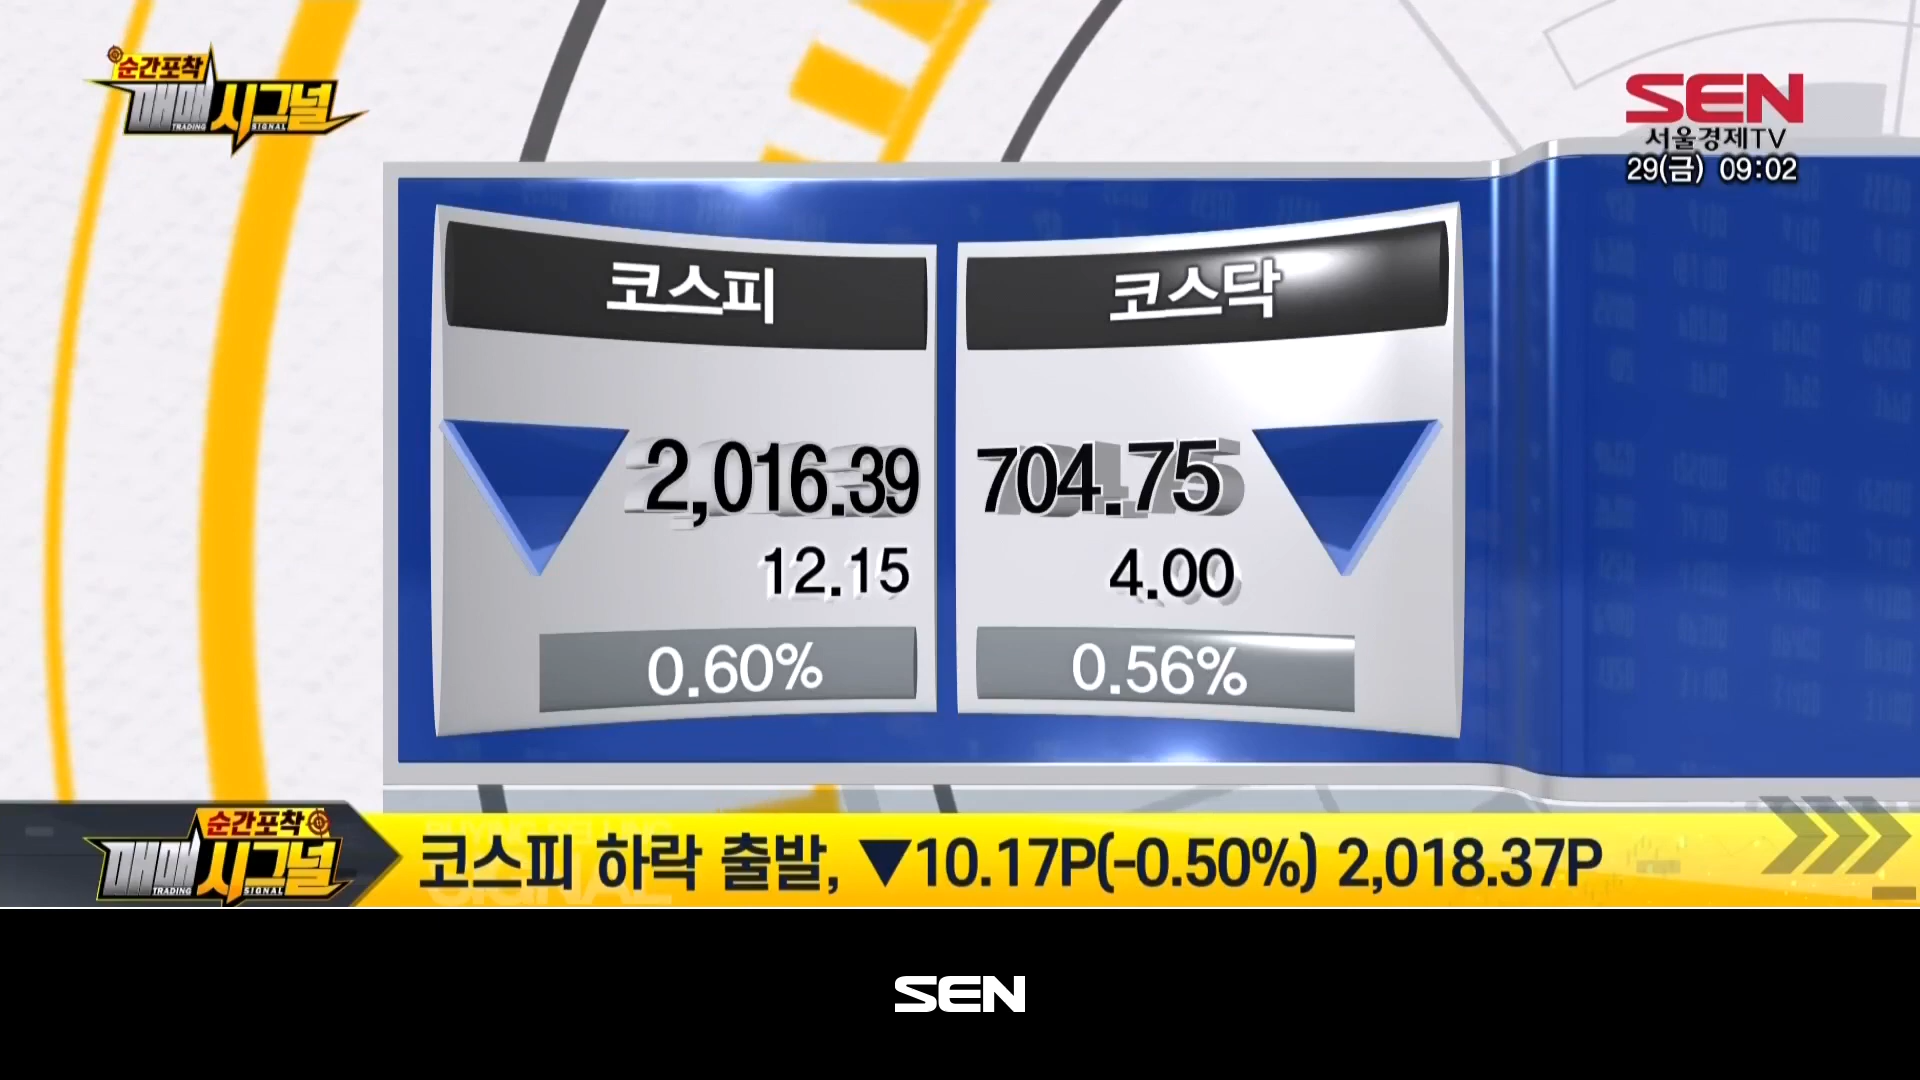 순간포착
매매 시그널
TRADING SIGNAL
SEN
서울경제TV
29(금) 09:02
코스피
2,016.39
12.15
0.60%
코스닥
704.75
4.00
0.56%
순간포착
매매 시그널
TRADING SIGNAL
코스피 하락 출발, ▼10.17P(-0.50%) 2,018.37P
SEN